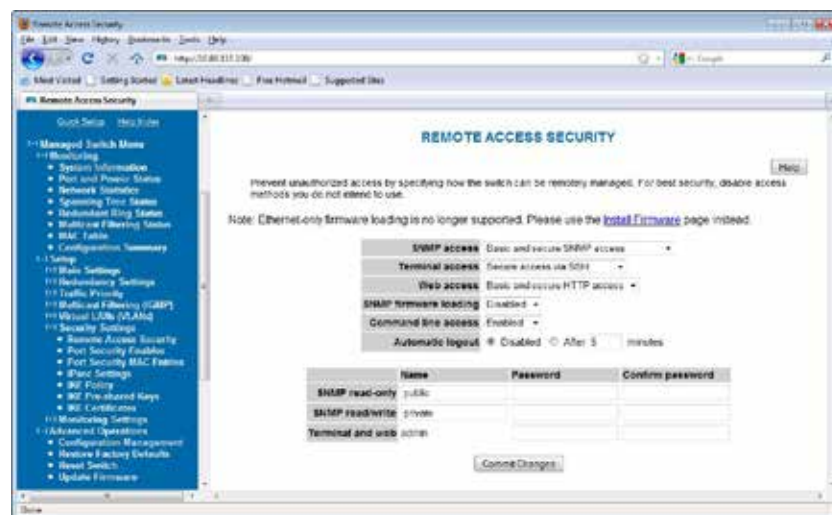 Remote Access Security
File Edit View History Bookmarks Tools Help
Most Visited Getting Started Latest Headlines Free Hotmail Suggested Sites
Remote Access Security
Quick Setup Help Index
Managed Switch Menu
Monitoring
System Information
Port and Power Status
Network Statistics
Spanning Tree Status
Redundant Ring Status
Multicast Filtering Status
MAC Table
Configuration Summary
Setup
Main Settings
Redundancy Settings
Traffic Priority
Multicast Filtering (IGMP)
Virtual LANs (VLANs)
Security Settings
Remote Access Security
Port Security Enables
Port Security MAC Entries
IPsec Settings
IKE Policy
IKE Pre-shared Keys
IKE Certificates
Monitoring Settings
Advanced Operations
Configuration Management
Restore Factory Defaults
Reset Switch
Update Firmware
REMOTE ACCESS SECURITY
Help
Prevent unauthorized access by specifying how the switch can be remotely managed. For best security, disable access
methods you do not intend to use.
Note: Ethernet-only firmware loading is no longer supported. Please use the Install Firmware page instead.
SNMP access Basic and secure SNMP access
Terminal access Secure access via SSH
Web access Basic and secure HTTP access
SNMP firmware loading Disabled
Command line access Enabled
Automatic logout Disabled After 5 minutes
Name Password Confirm password
SNMP read-only public
SNMP read/write private
Terminal and web admin
Commit Changes
Done